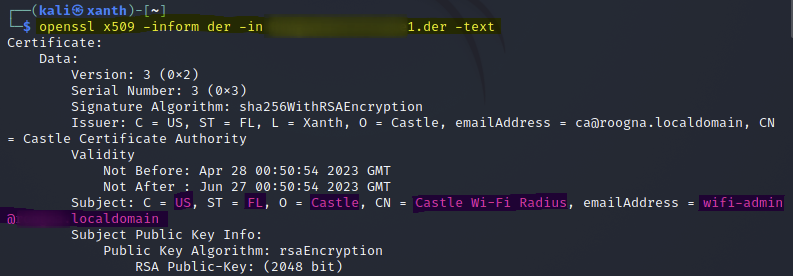 ┌──(kali㉿xanth)-[~]
└─$ openssl x509 -inform der -in 1.der -text
Certificate:
Data:
Version: 3 (0×2)
Serial Number: 3 (0×3)
Signature Algorithm: sha256WithRSAEncryption
Issuer: C = US, ST = FL, L = Xanth, O = Castle, emailAddress = ca@roogna.localdomain, CN
= Castle Certificate Authority
Validity
Not Before: Apr 28 00:50:54 2023 GMT
Not After : Jun 27 00:50:54 2023 GMT
Subject: C = US, ST = FL, O = Castle, CN = Castle Wi-Fi Radius, emailAddress = wifi-admin
@ localdomain
Subject Public Key Info:
Public Key Algorithm: rsaEncryption
RSA Public-Key: (2048 bit)